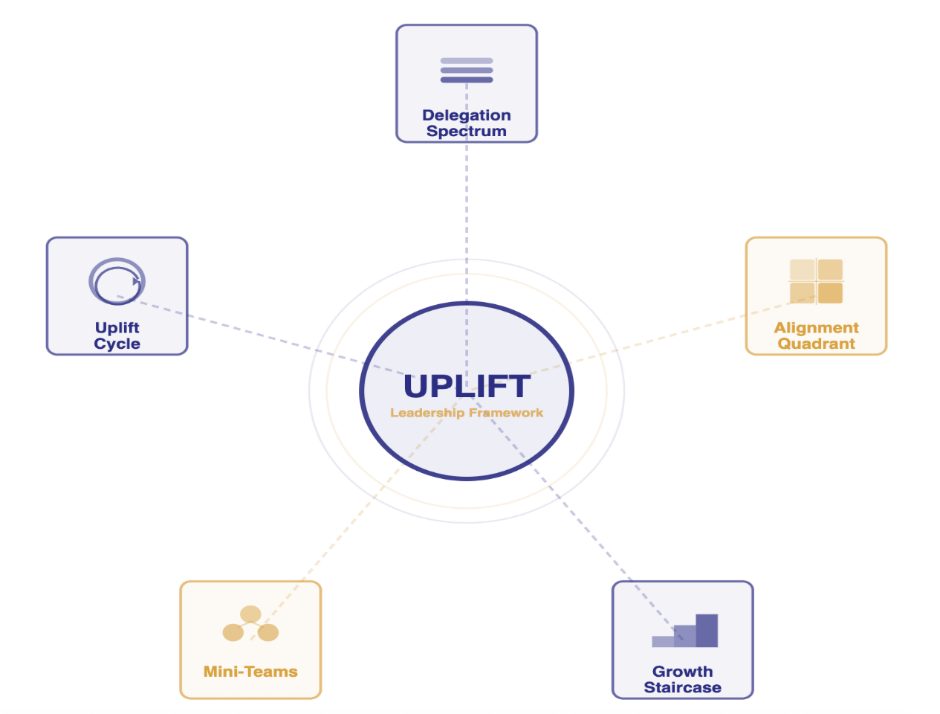 Delegation
Spectrum
Uplift
Cycle
Alignment
Quadrant
UPLIFT
Leadership Framework
Mini-Teams
Growth
Staircase